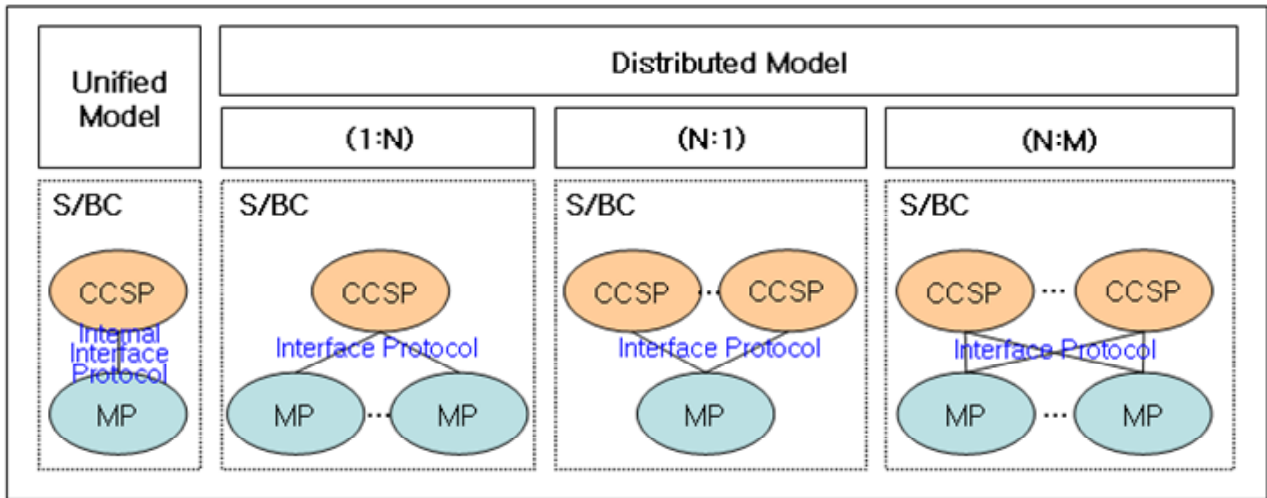 Unified
Model
Distributed Model
(1:N)
(N:1)
(N:M)
S/BC
CCSP
Internal
Interface
Protocol
MP
S/BC
CCSP
Interface Protocol
MP ... MP
S/BC
CCSP ... CCSP
Interface Protocol
MP
S/BC
CCSP ... CCSP
Interface Protocol
MP ... MP